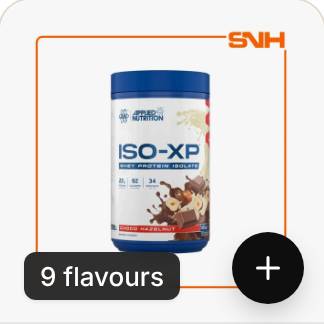 SNH
APPLIED
NUTRITION
ISO-XP
WHEY PROTEIN ISOLATE
CHOCO HAZELNUT
9 flavours
+